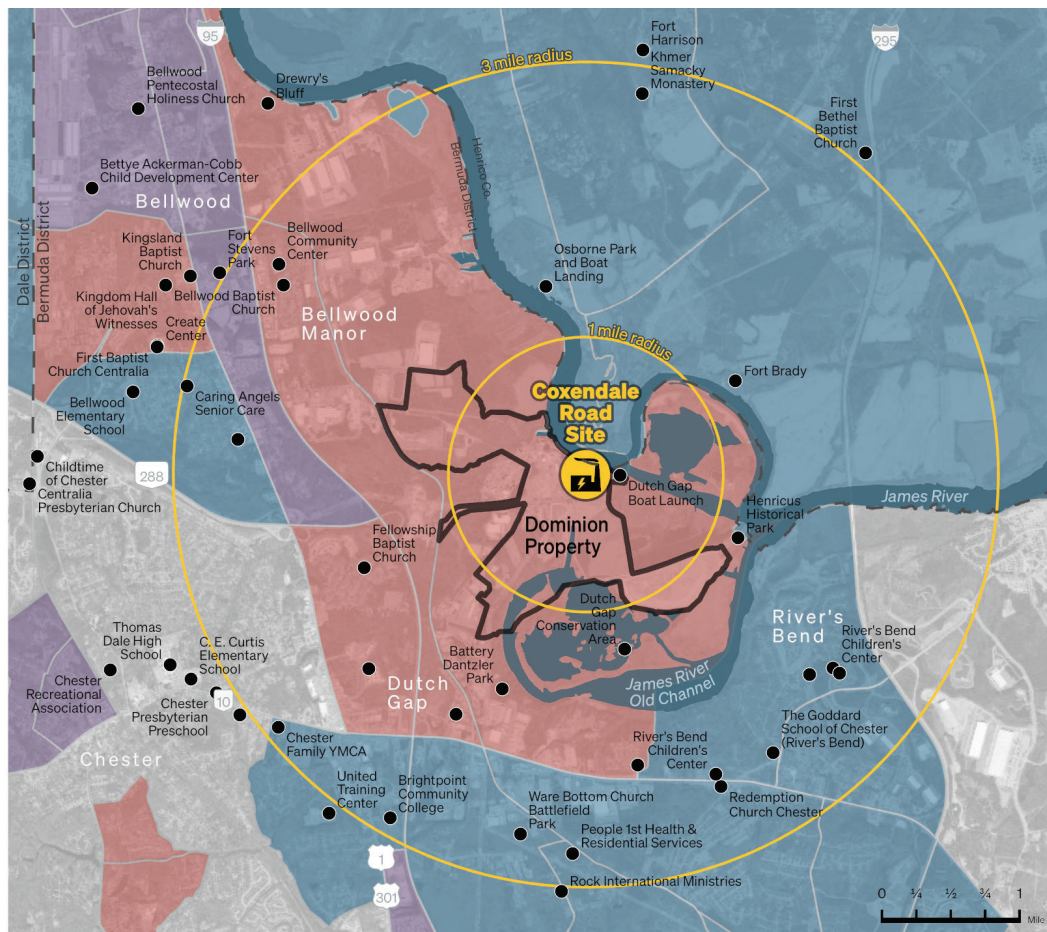 95
295
Fort
Harrison
Khmer
Samacky
Monastery
3 mile radius
Bellwood
Pentecostal
Holiness Church
Drewry's
Bluff
First
Bethel
Baptist
Church
Henrico Co.
Bermuda District
Bettye Ackerman-Cobb
Child Development Center
Bellwood
Dale District
Bermuda District
Kingsland
Baptist
Church
Fort
Stevens
Park
Bellwood
Community
Center
Osborne Park
and Boat
Landing
Kingdom Hall
of Jehovah's
Witnesses
Bellwood Baptist
Church
Create
Center
Bellwood
Manor
1 mile radius
First Baptist
Church Centralia
Caring Angels
Senior Care
Bellwood
Elementary
School
Fort Brady
Coxendale
Road
Site
Childtime
of Chester
Centralia
Presbyterian Church
288
Dutch Gap
Boat Launch
James River
Henricus
Historical
Park
Dominion
Property
Fellowship
Baptist
Church
Dutch
Gap
Conservation
Area
River's
Bend
River's Bend
Children's
Center
Thomas
Dale High
School
C. E. Curtis
Elementary
School
Battery
Dantzler
Park
James River
Old Channel
Chester
Recreational
Association
10
Chester
Presbyterian
Preschool
Dutch
Gap
Chester
Chester
Family YMCA
River's Bend
Children's
Center
The Goddard
School of Chester
(River's Bend)
United
Training
Center
Brightpoint
Community
College
Ware Bottom Church
Battlefield
Park
Redemption
Church Chester
People 1st Health &
Residential Services
1
301
Rock International Ministries
0 ¼ ½ ¾ 1
Mile